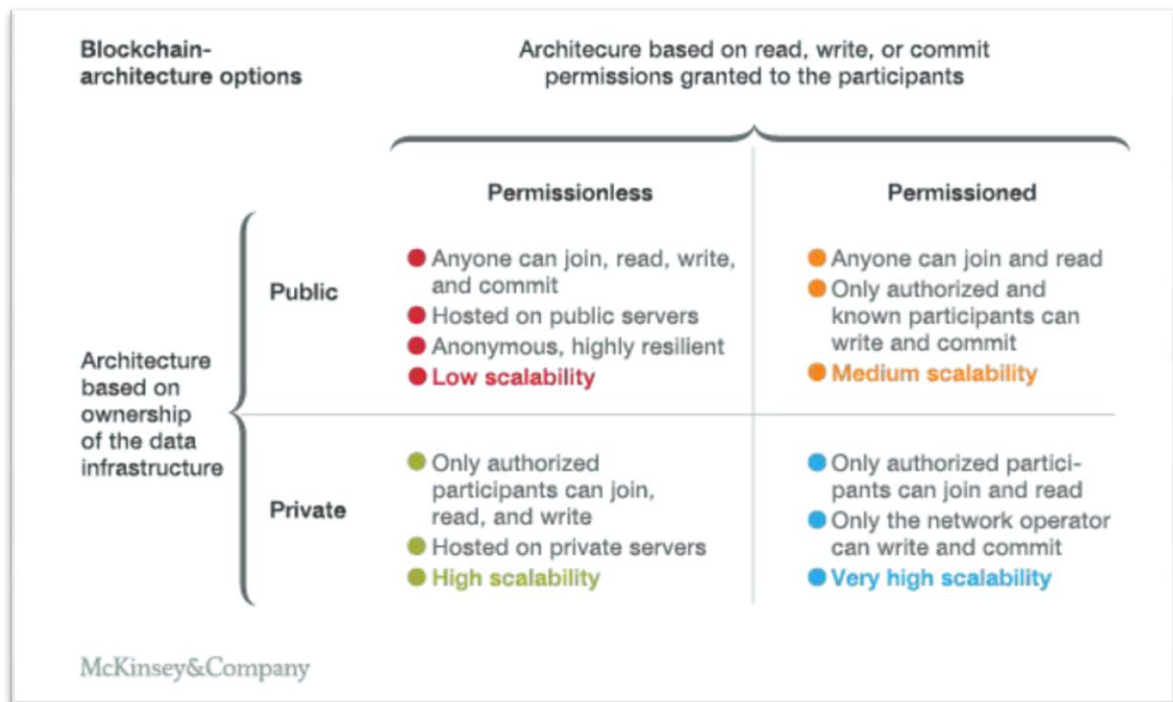 Blockchain-
architecture options
Architecure based on read, write, or commit
permissions granted to the participants
Permissionless
Permissioned
Public
Anyone can join, read, write,
and commit
Hosted on public servers
Anonymous, highly resilient
Low scalability
Anyone can join and read
Only authorized and
known participants can
write and commit
Medium scalability
Architecture
based on
ownership
of the data
infrastructure
Private
Only authorized
participants can join,
read, and write
Hosted on private servers
High scalability
Only authorized partici-
pants can join and read
Only the network operator
can write and commit
Very high scalability
McKinsey&Company